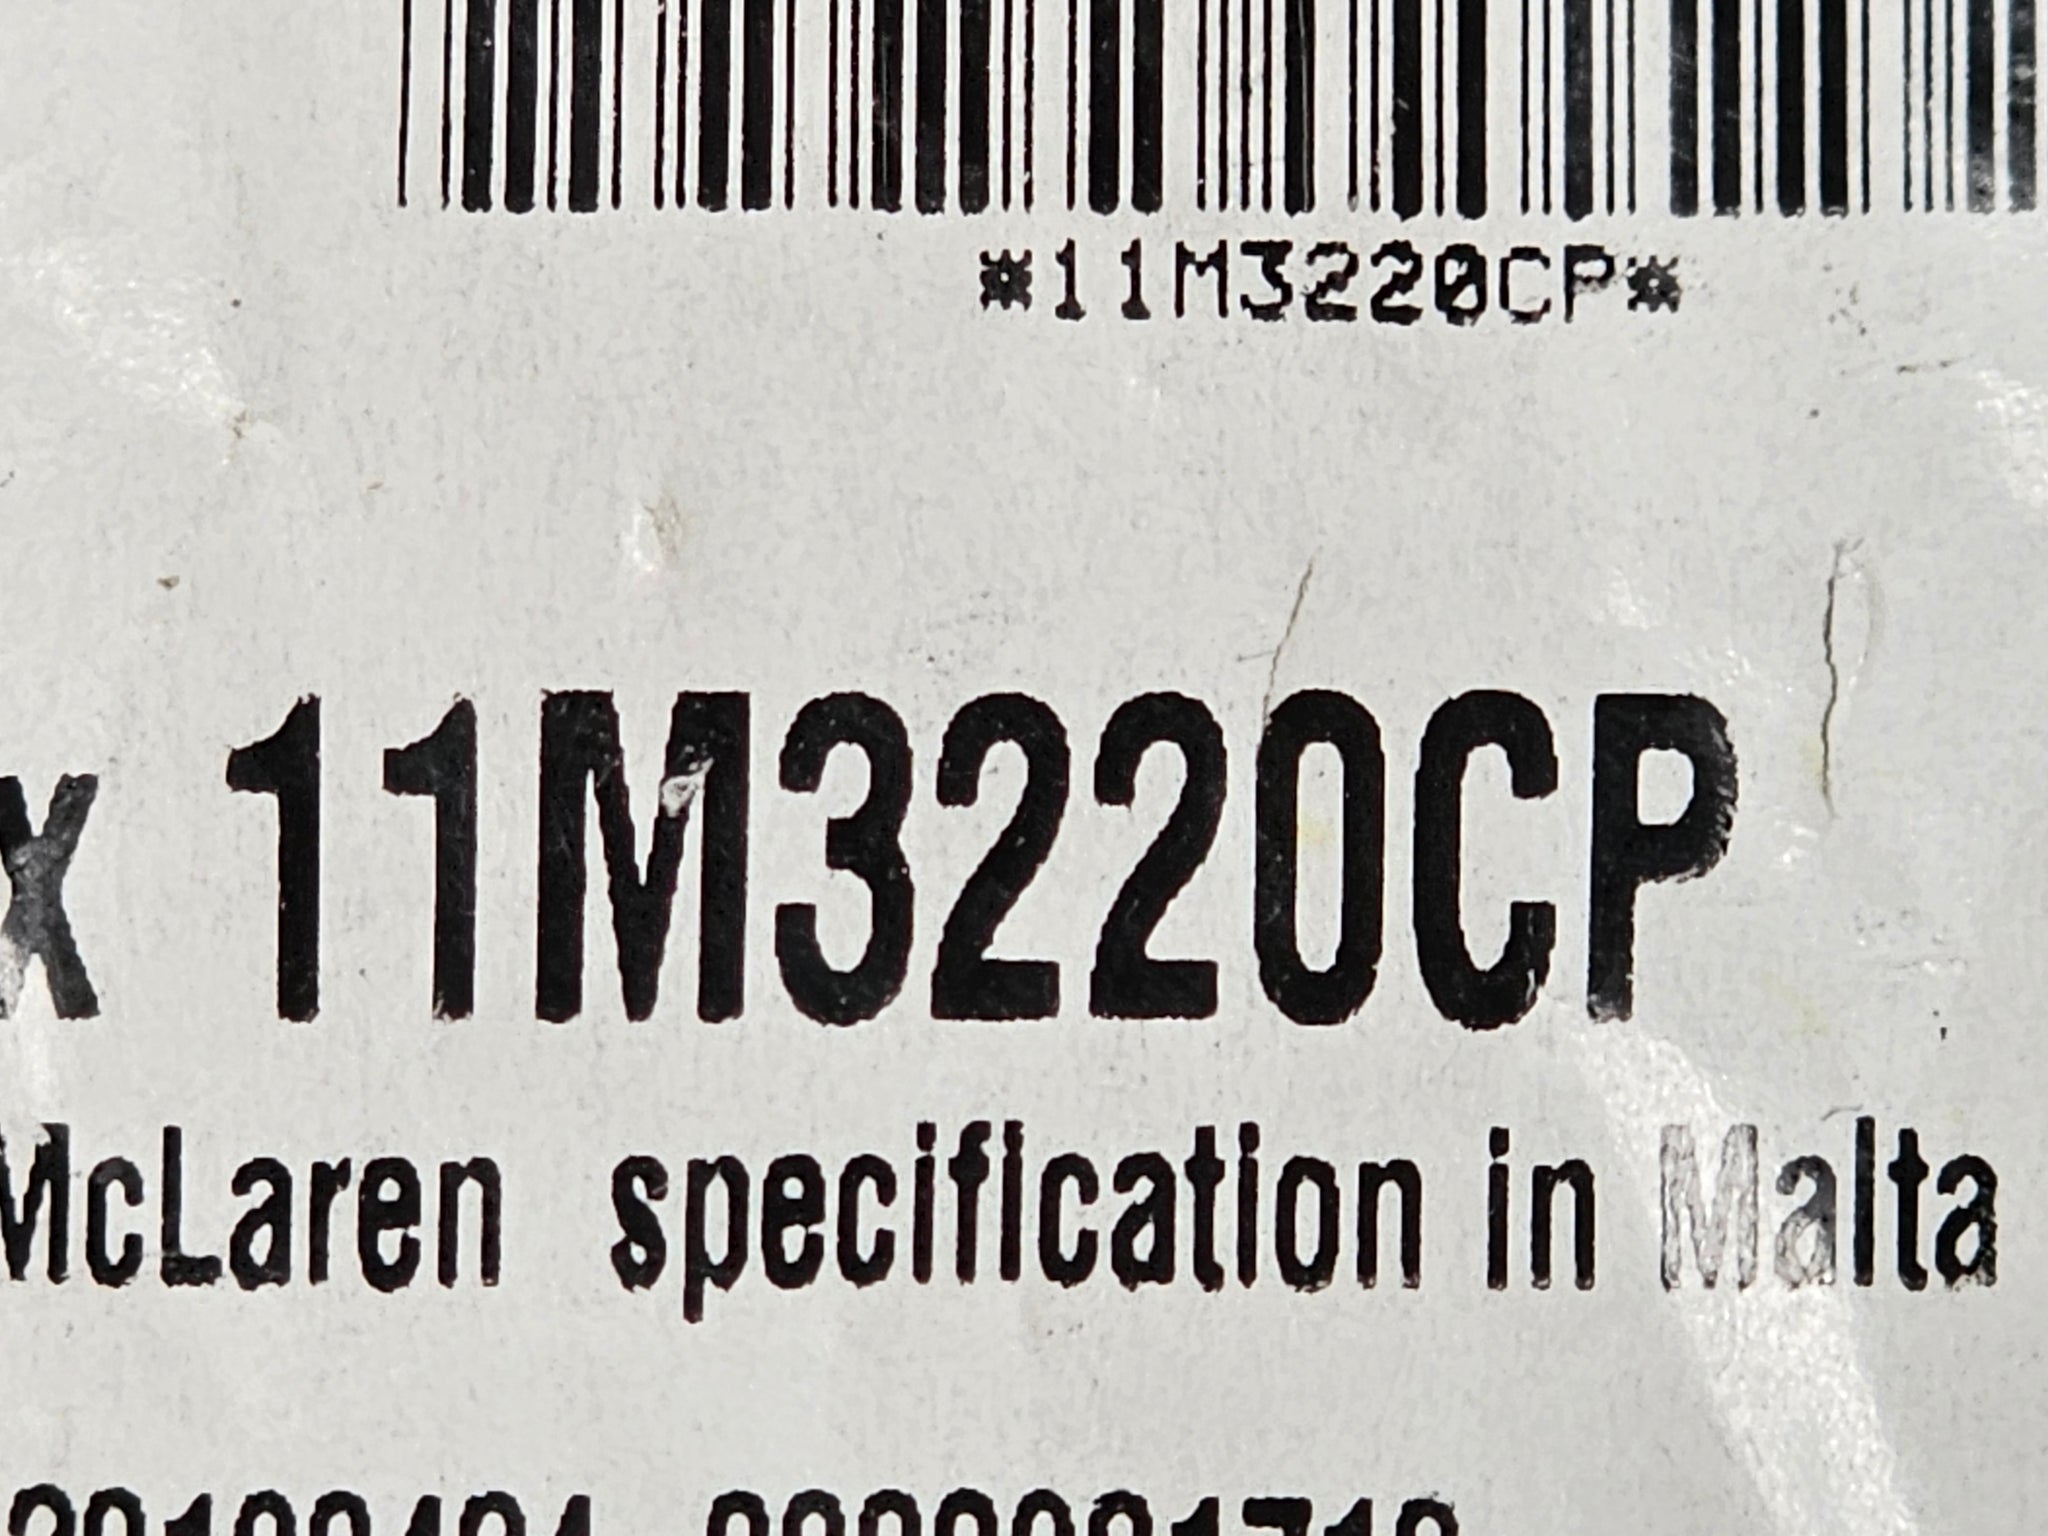 *11M3220CP*
x 11M3220CP
McLaren specification in Malta